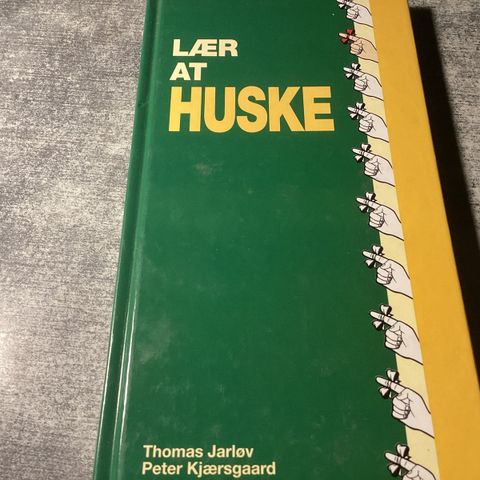 LÆR
AT
HUSKE
Thomas Jarløv
Peter Kjærsgaard